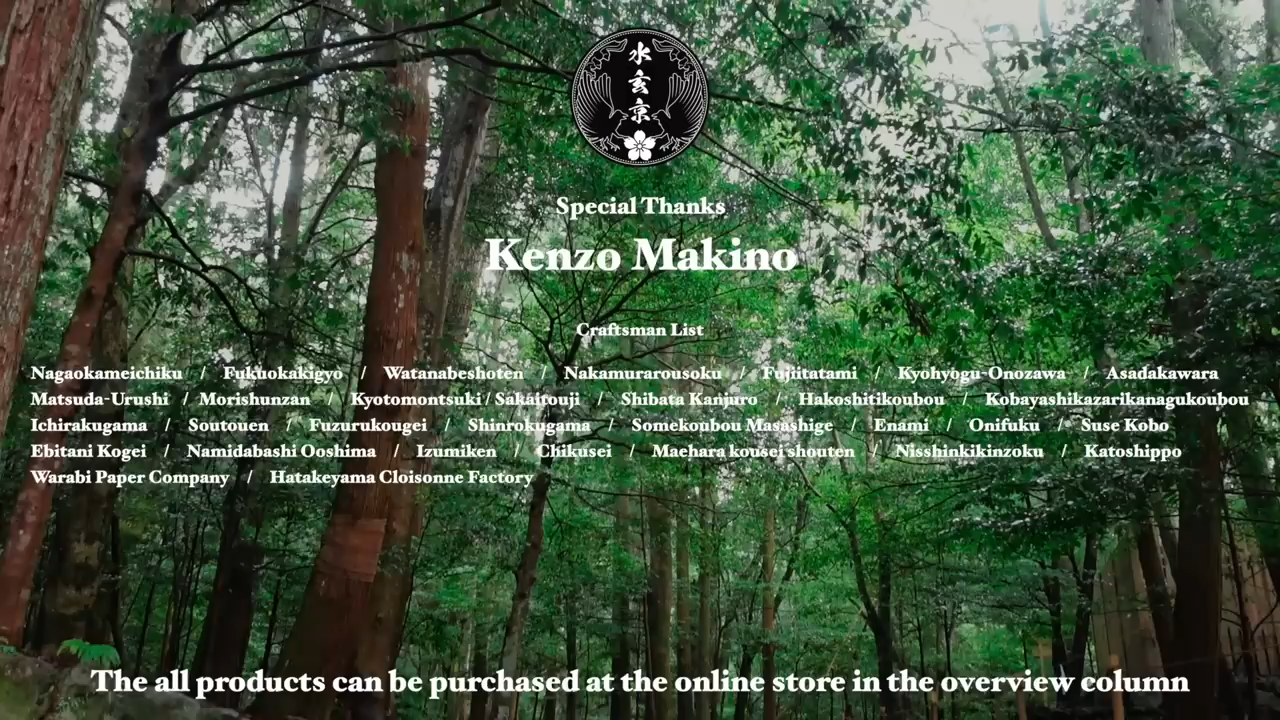 水玄京
Special Thanks
Kenzo Makino
Craftsman List
Nagaokameichiku / Fukuokakigyo / Watanabeshoten / Nakamurarousoku / Fujiitatami / Kyohyogu-Onozawa / Asadakawara
Matsuda-Urushi / Morishunzan / Kyotomontsuki / Sakaitouji / Shibata Kanjuro / Hakoshitikoubou / Kobayashikazarikanagukoubou
Ichirakugama / Soutouen / Fuzurukougei / Shinrokugama / Somekoubou Masashige / Enami / Onifuku / Suse Kobo
Ebitani Kogei / Namidabashi Ooshima / Izumiken / Chikusei / Maehara kousei shouten / Nisshinkikinzoku / Katoshippo
Warabi Paper Company / Hatakeyama Cloisonne Factory
The all products can be purchased at the online store in the overview column